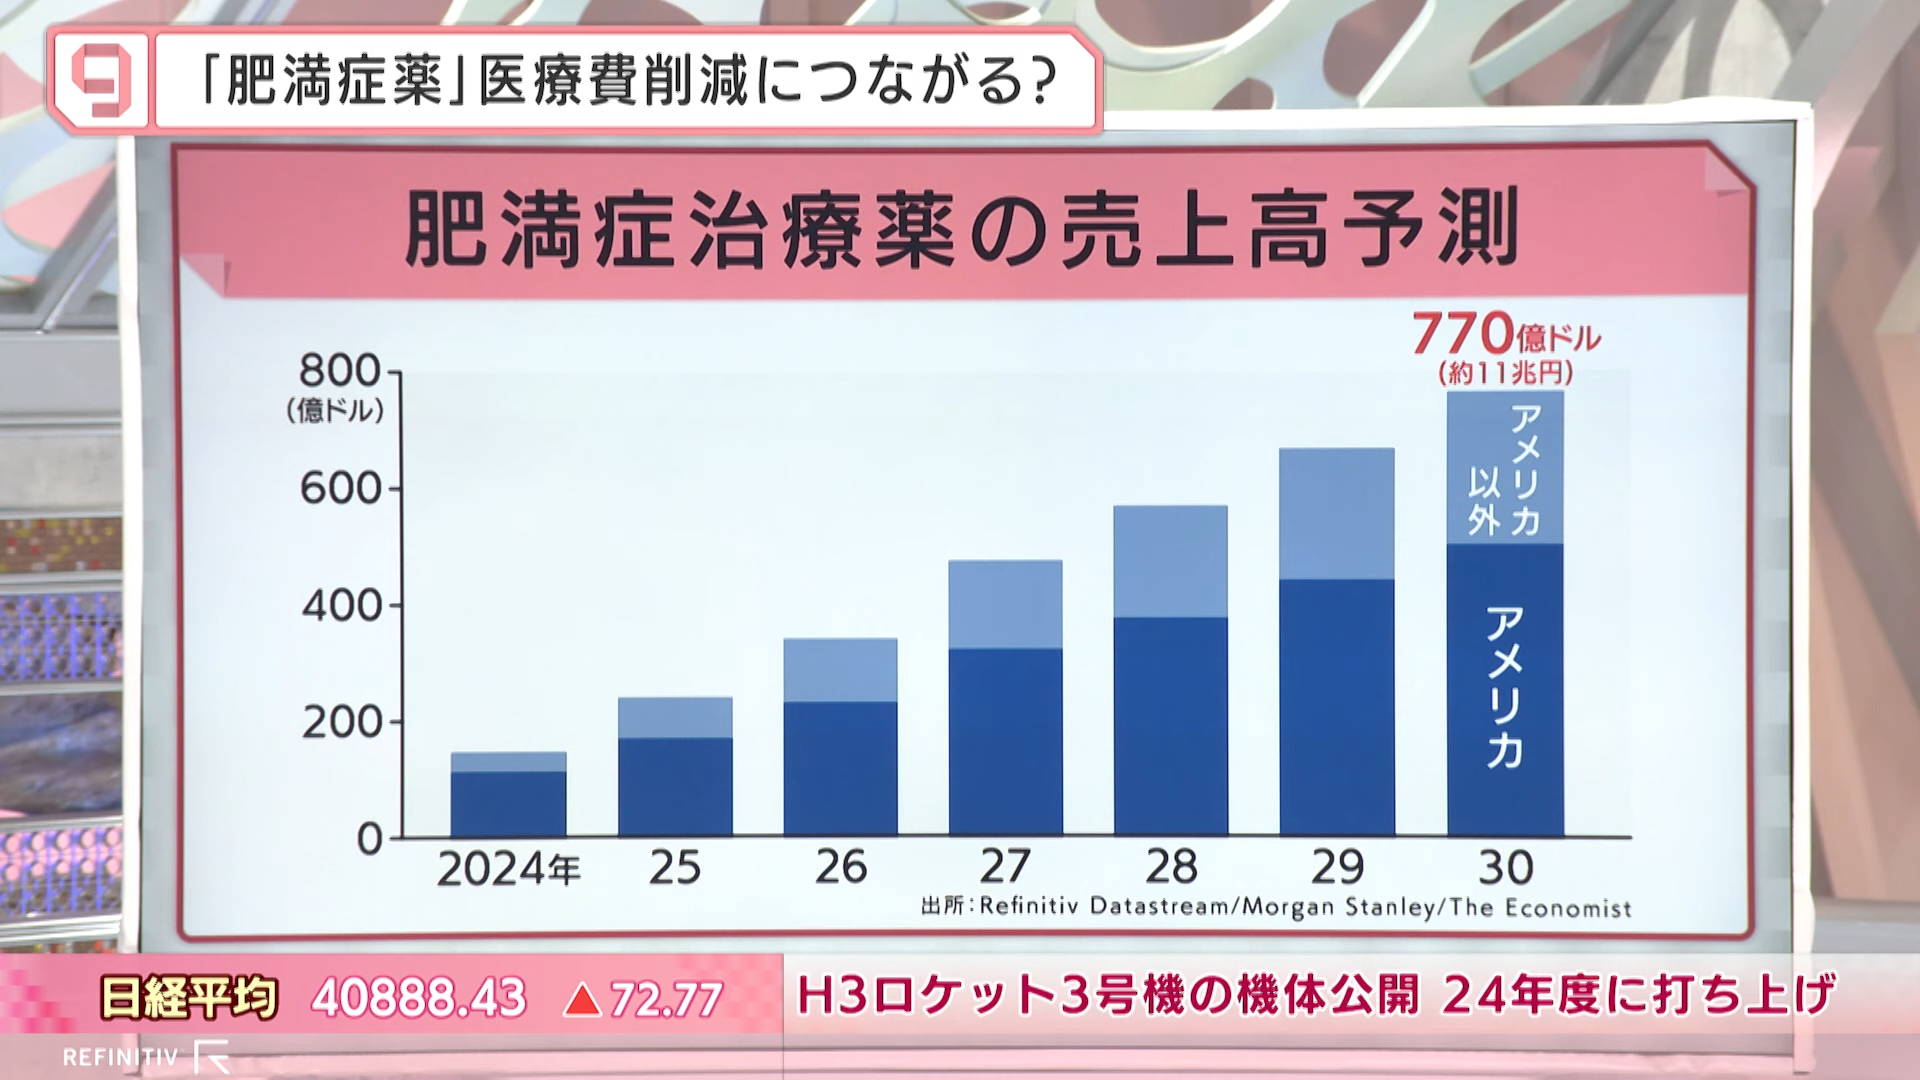 9
「肥満症薬」医療費削減につながる?
肥満症治療薬の売上高予測
770億ドル
(約11兆円)
800
(億ドル)
600
400
200
0
アメリカ
以外
アメリカ
2024年 25 26 27 28 29 30
出所:Refinitiv Datastream/Morgan Stanley/The Economist
日経平均 40888.43 ▲72.77
H3ロケット3号機の機体公開 24年度に打ち上げ
REFINITIV